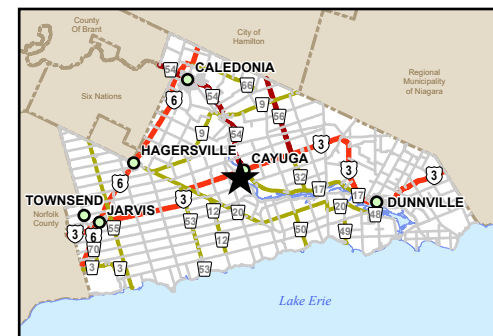 County
Of Brant
City of
Hamilton
54
CALEDONIA
66
Regional
Municipality
of Niagara
6
54
9
56
Six Nations
9
54
3
HAGERSVILLE
CAYUGA
3
3
32
17
17
6
3
TOWNSEND
Norfolk
County
JARVIS
53
12
20
20
48
DUNNVILLE
3
6
55
12
50
49
70
3
3
53
Lake Erie